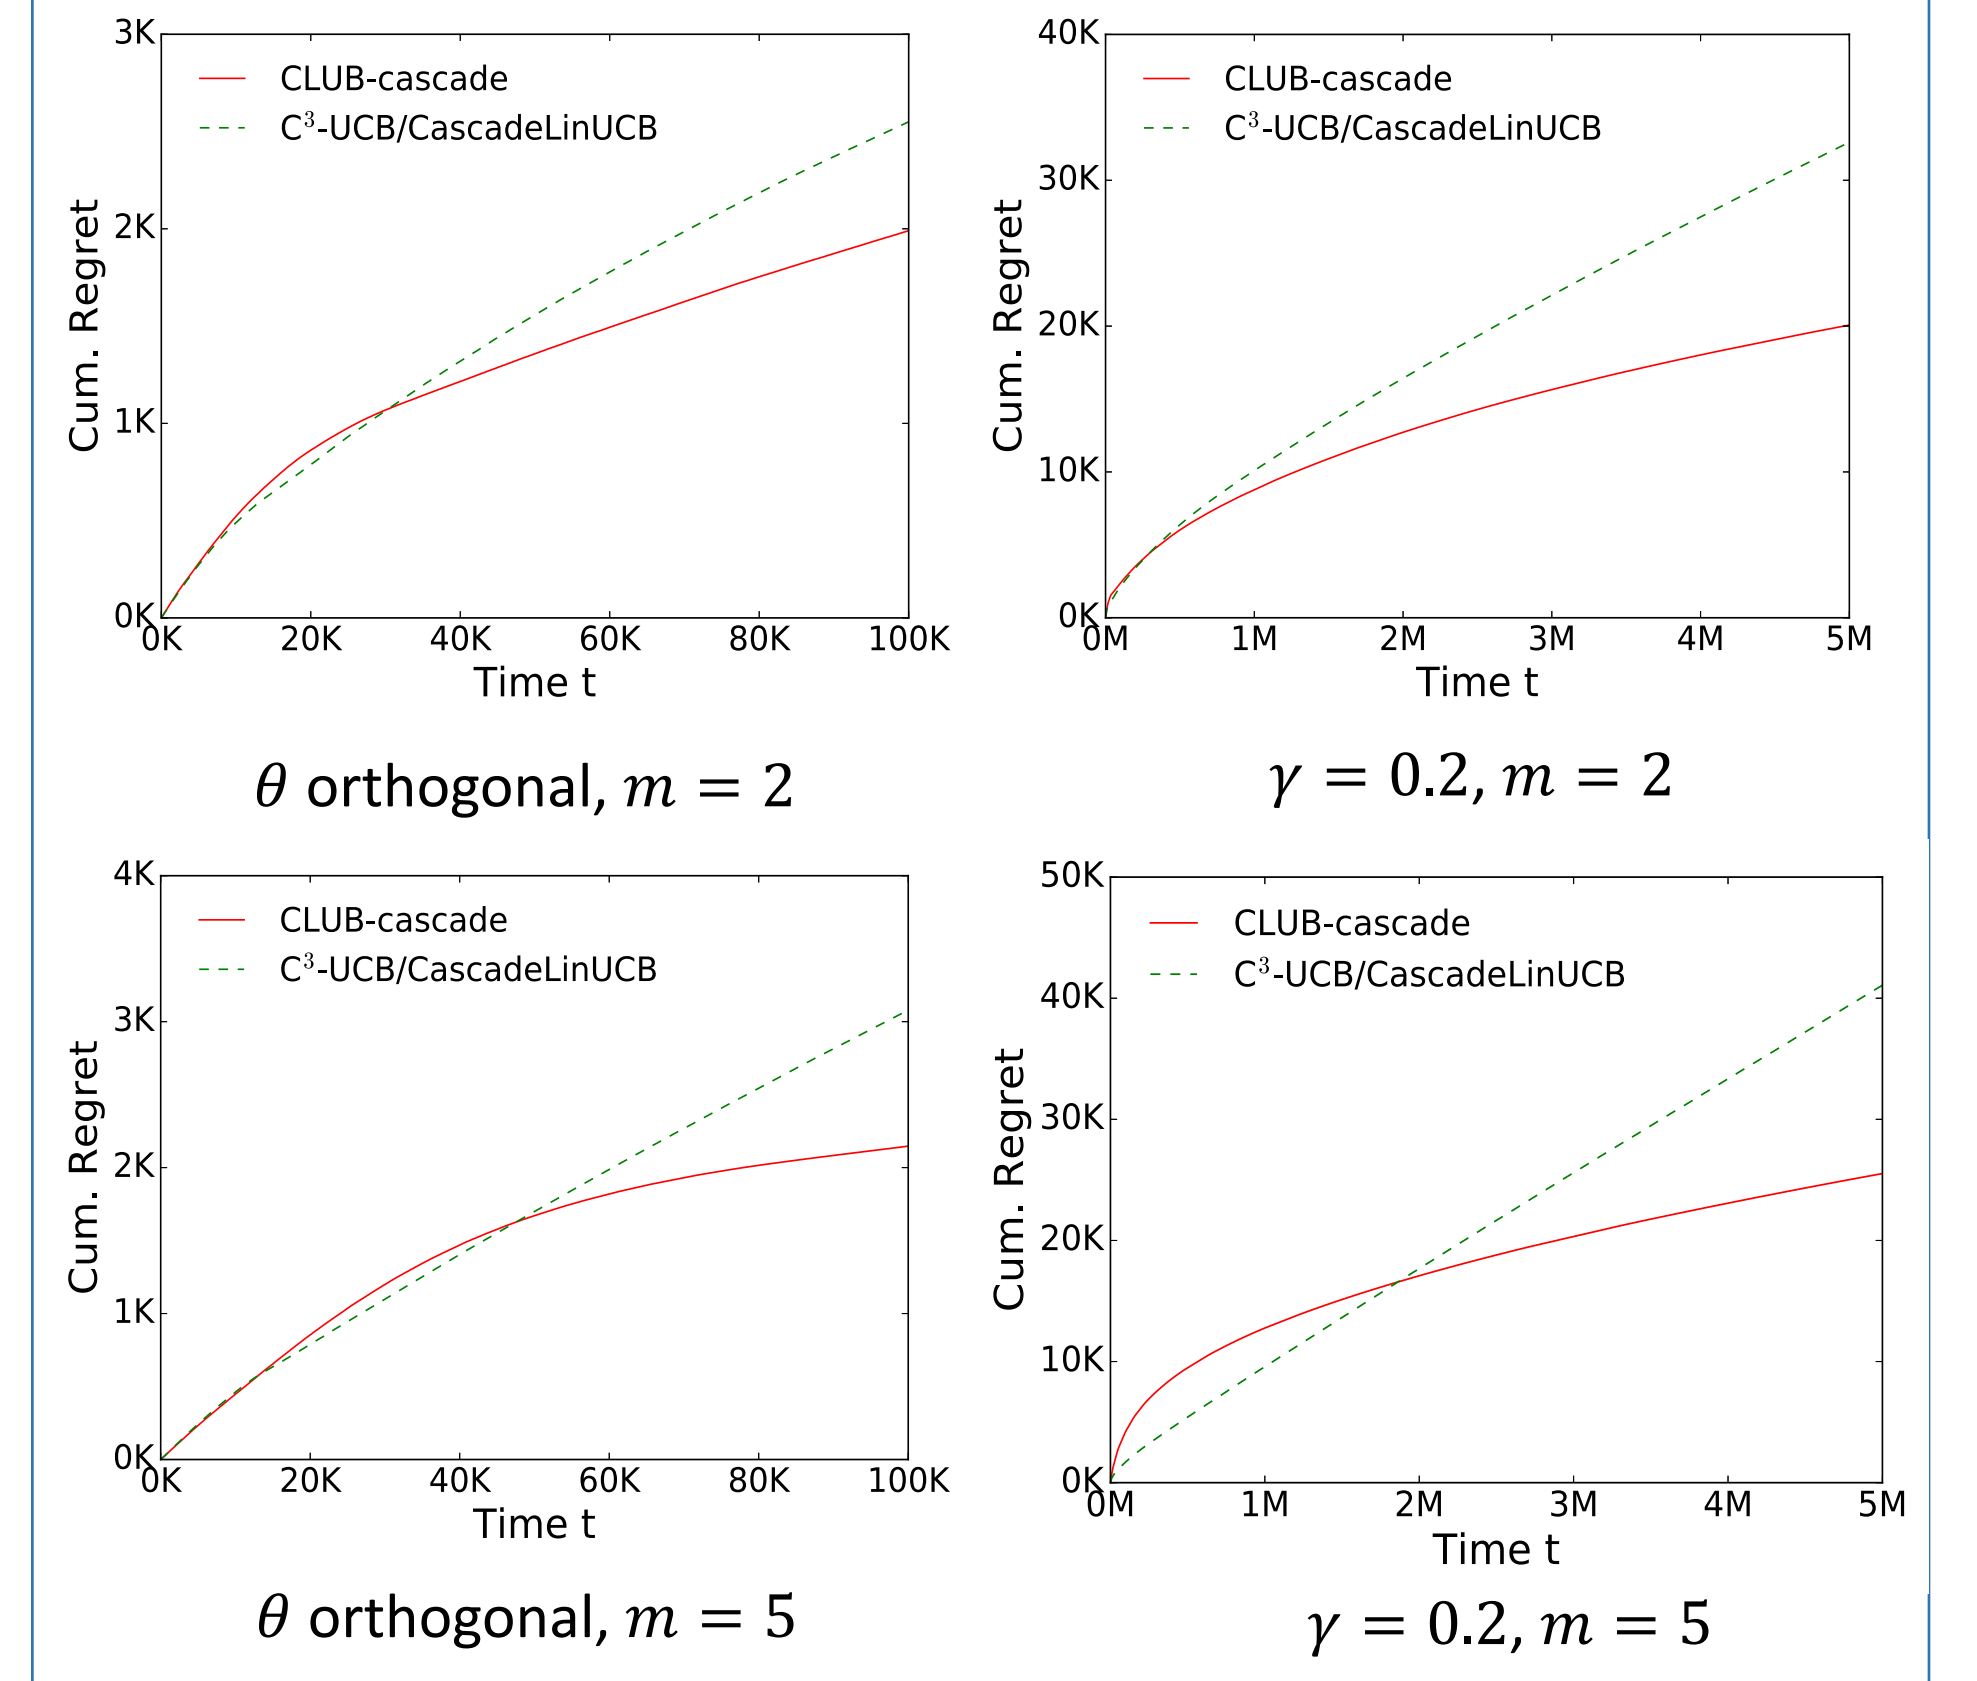 3K
2K
1K
0K
Cum. Regret
CLUB-cascade
C³-UCB/CascadeLinUCB
0K 20K 40K 60K 80K 100K
Time t
θ orthogonal, m = 2
40K
30K
20K
10K
0K
Cum. Regret
CLUB-cascade
C³-UCB/CascadeLinUCB
0M 1M 2M 3M 4M 5M
Time t
γ = 0.2, m = 2
4K
3K
2K
1K
0K
Cum. Regret
CLUB-cascade
C³-UCB/CascadeLinUCB
0K 20K 40K 60K 80K 100K
Time t
θ orthogonal, m = 5
50K
40K
30K
20K
10K
0K
Cum. Regret
CLUB-cascade
C³-UCB/CascadeLinUCB
0M 1M 2M 3M 4M 5M
Time t
γ = 0.2, m = 5